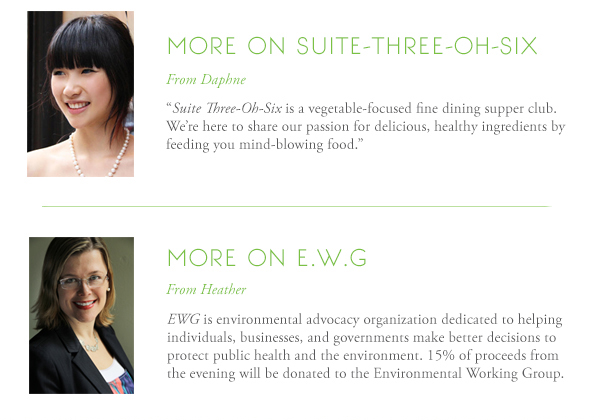 MORE ON SUITE-THREE-OH-SIX
From Daphne
“Suite Three-Oh-Six is a vegetable-focused fine dining supper club.
We’re here to share our passion for delicious, healthy ingredients by
feeding you mind-blowing food.”
MORE ON E.W.G
From Heather
EWG is environmental advocacy organization dedicated to helping
individuals, businesses, and governments make better decisions to
protect public health and the environment. 15% of proceeds from
the evening will be donated to the Environmental Working Group.